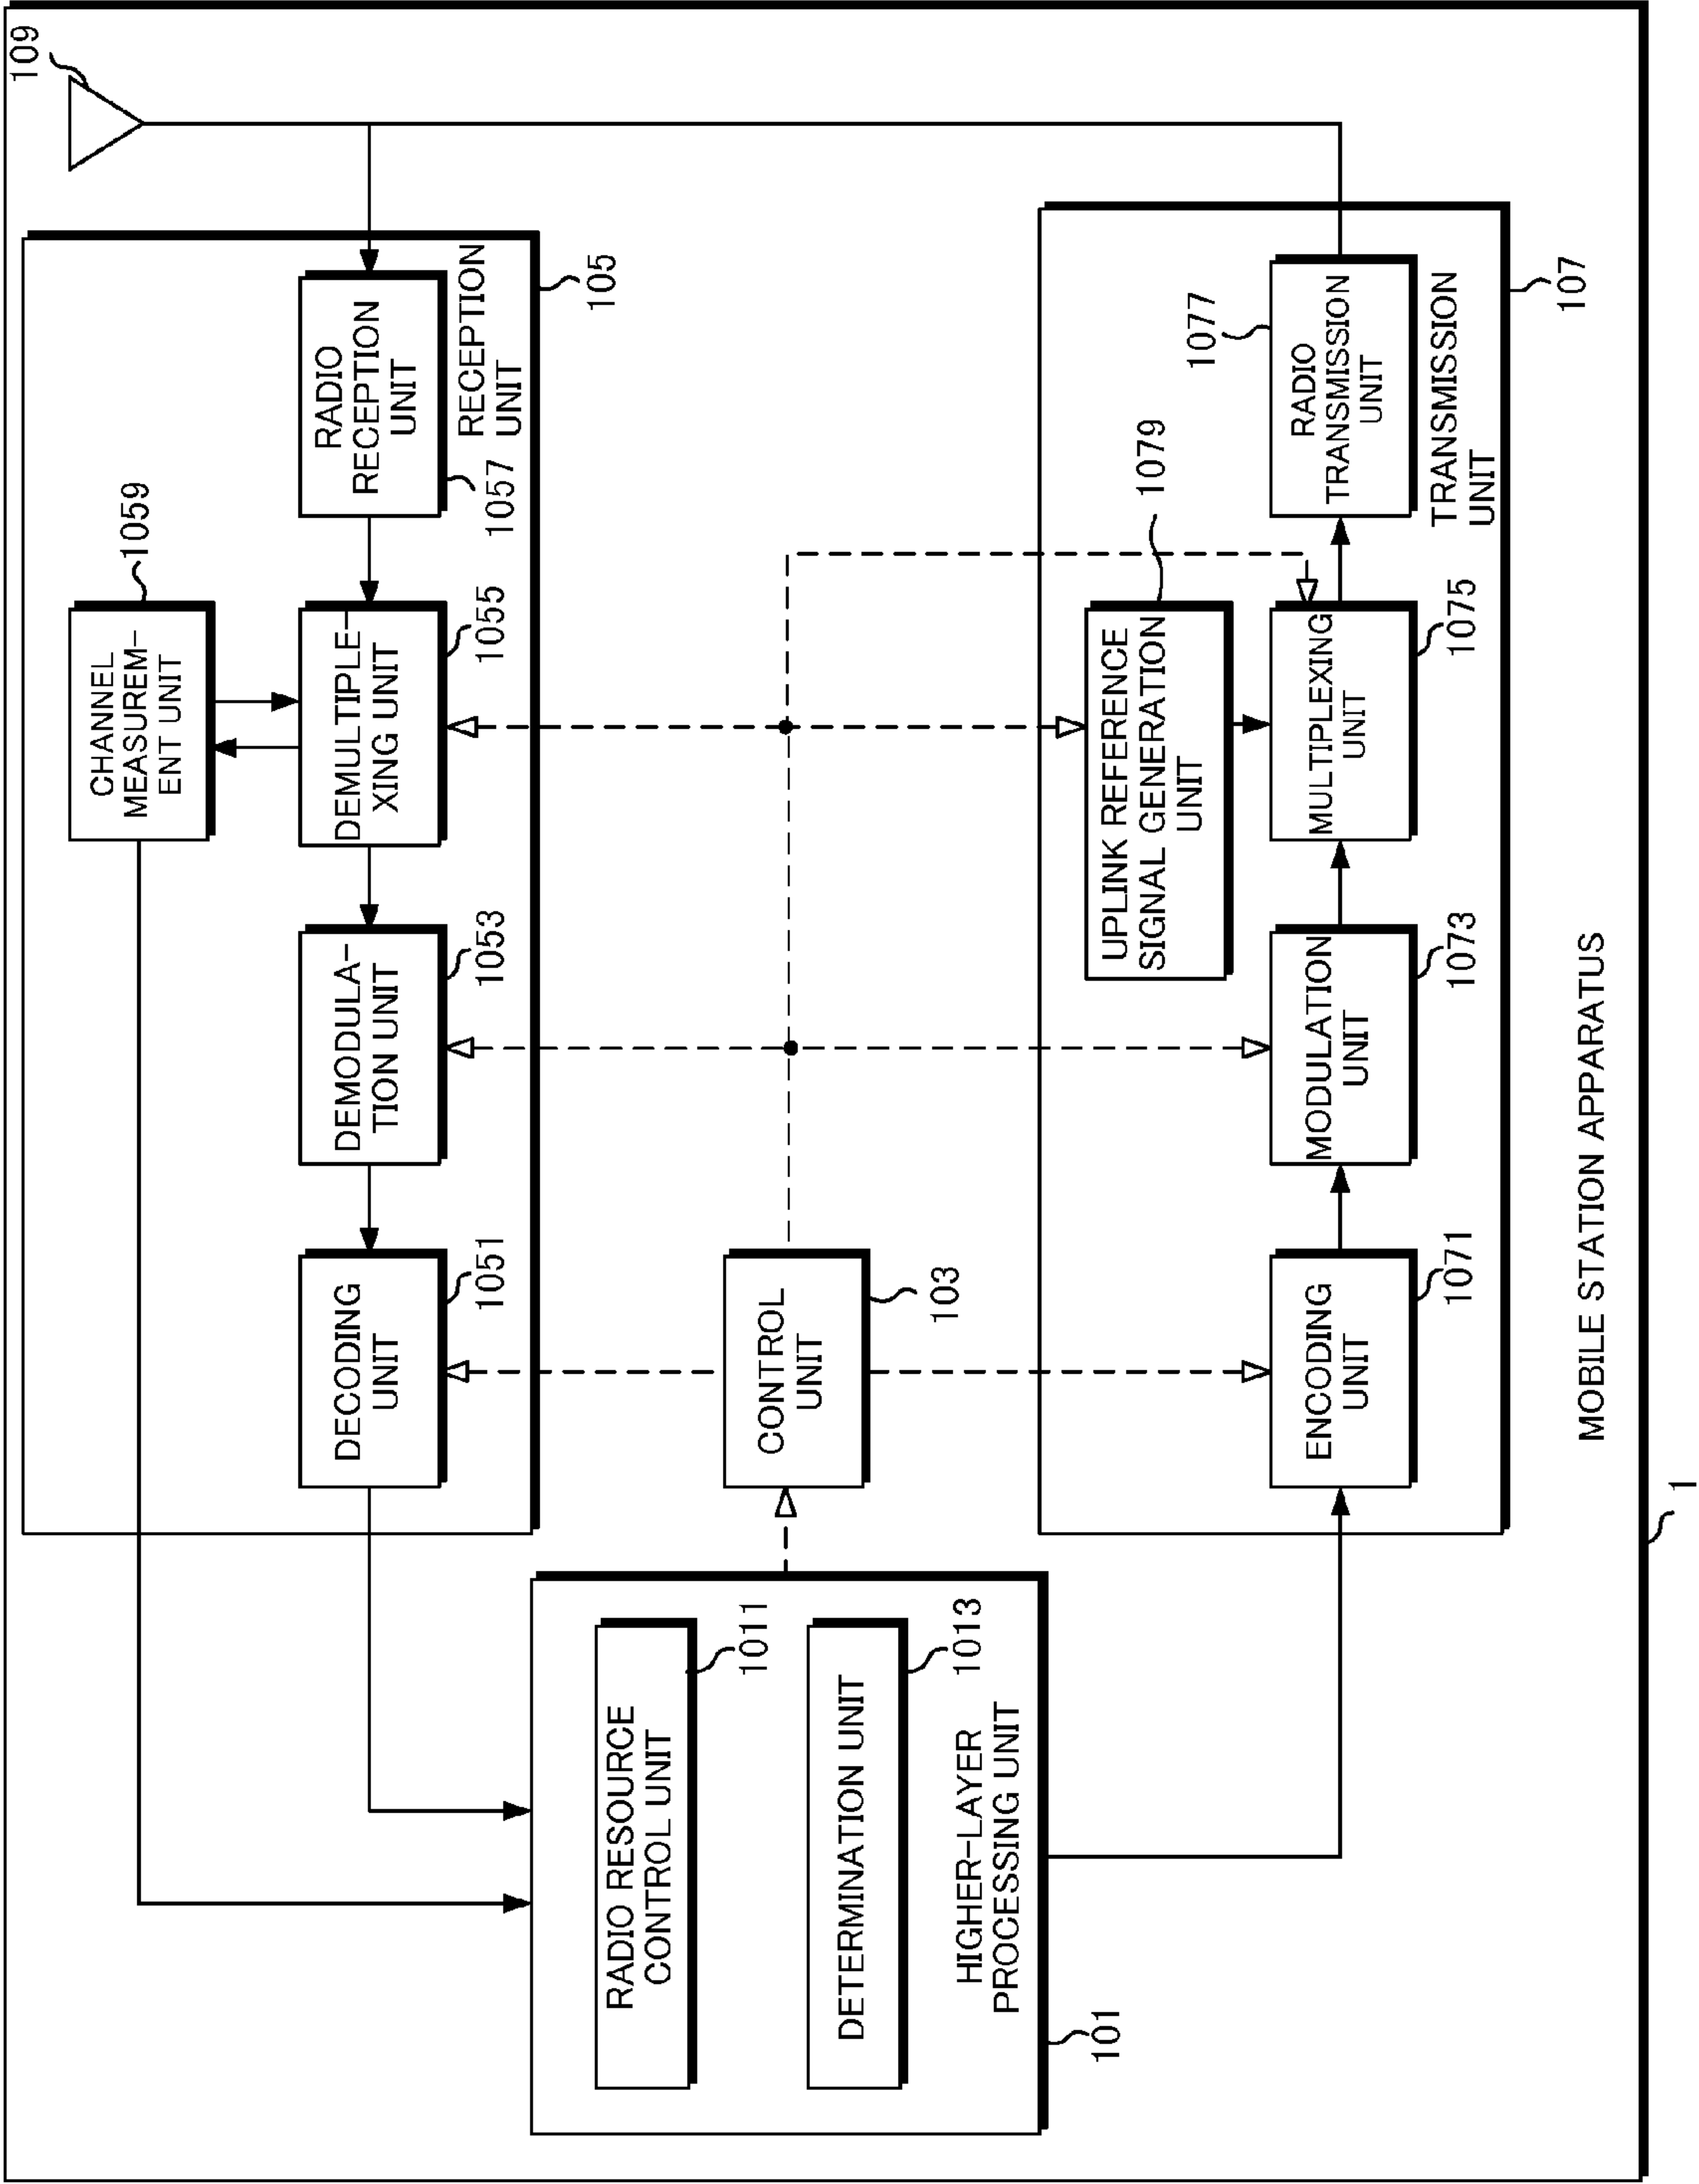 109
CHANNEL
MEASUREM-
ENT UNIT
1059
DECODING
UNIT
1051
DEMODULA-
TION UNIT
1053
DEMULTIPLE-
XING UNIT
1055
RADIO
RECEPTION
UNIT
1057
RECEPTION
UNIT
105
RADIO RESOURCE
CONTROL UNIT
1011
DETERMINATION UNIT
1013
HIGHER-LAYER
PROCESSING UNIT
101
CONTROL
UNIT
103
UPLINK REFERENCE
SIGNAL GENERATION
UNIT
1079
ENCODING
UNIT
1071
MODULATION
UNIT
1073
MULTIPLEXING
UNIT
1075
RADIO
TRANSMISSION
UNIT
1077
TRANSMISSION
UNIT
107
MOBILE STATION APPARATUS
1